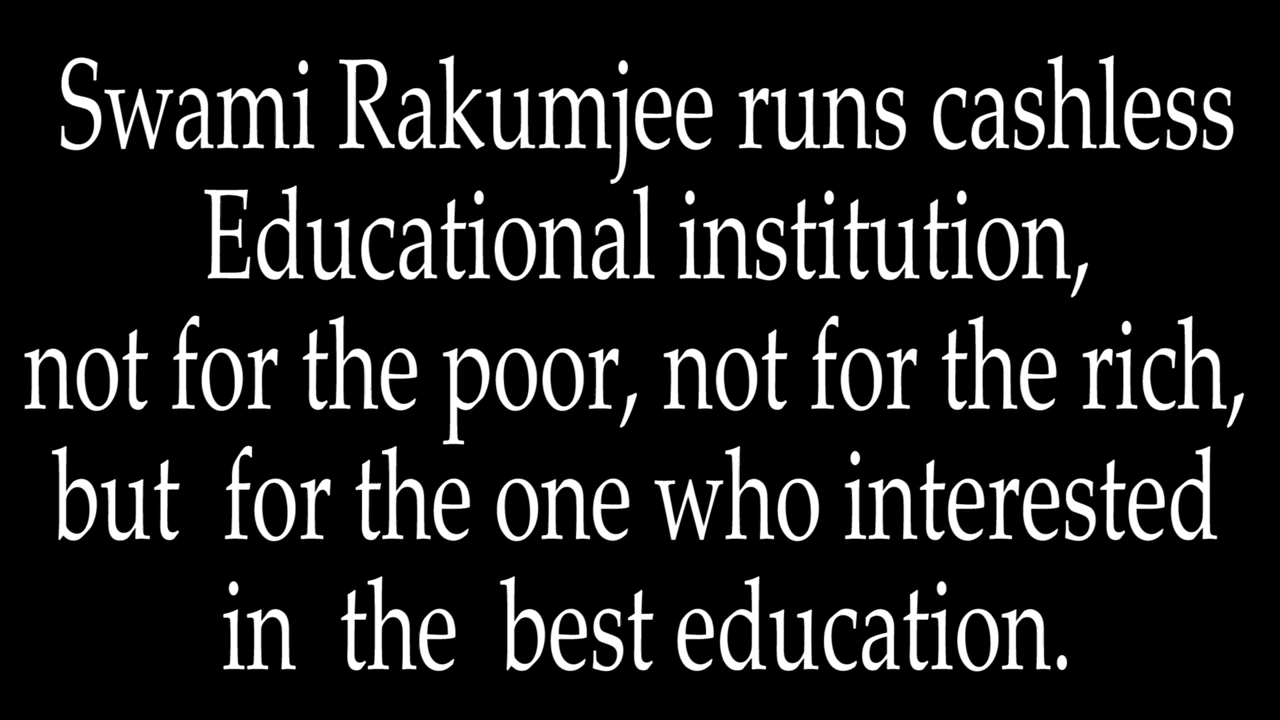 Swami Rakumjee runs cashless
Educational institution,
not for the poor, not for the rich,
but for the one who interested
in the best education.